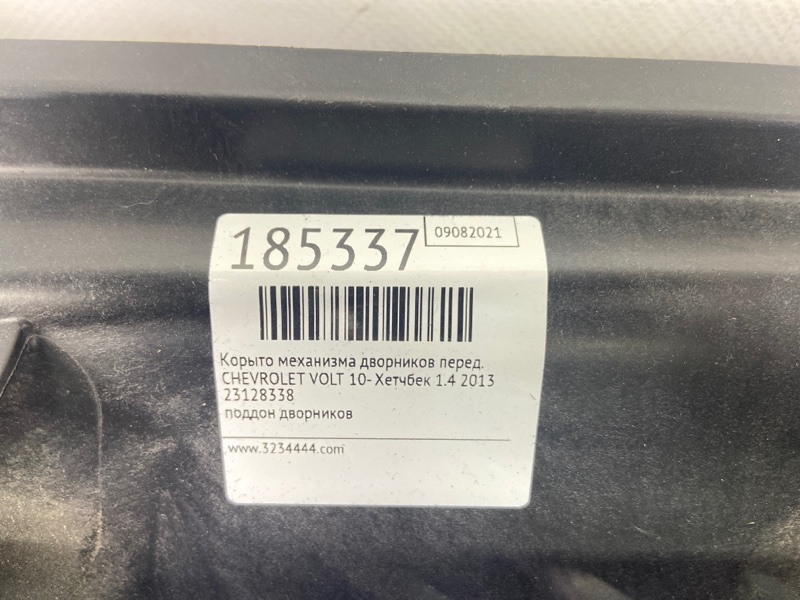 185337
09082021
Корыто механизма дворников перед.
CHEVROLET VOLT 10- Хетчбек 1.4 2013
23128338
поддон дворников
www.3234444.com